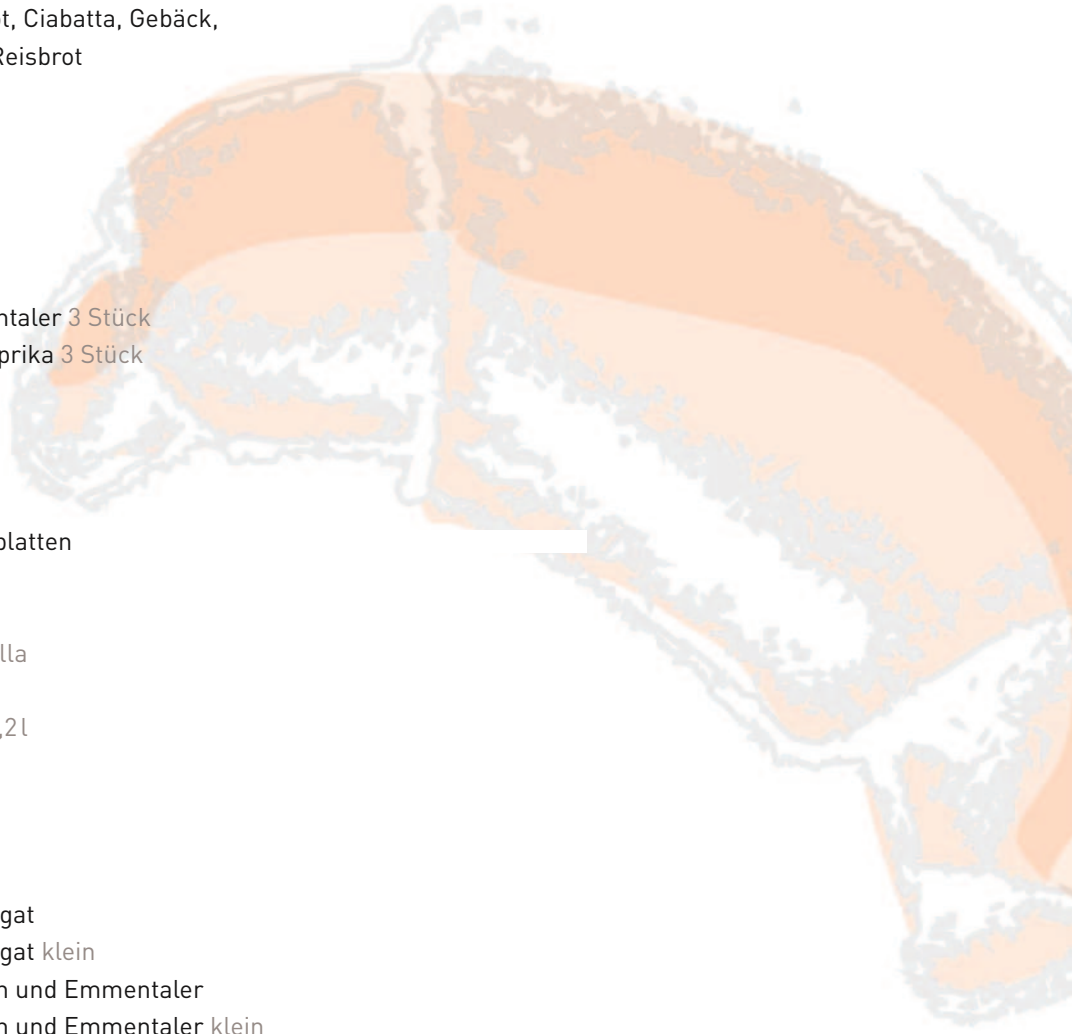 t, Ciabatta, Gebäck,
Reisbrot
ntaler 3 Stück
prika 3 Stück
platten
lla
,2 l
gat
gat klein
n und Emmentaler
n und Emmentaler klein